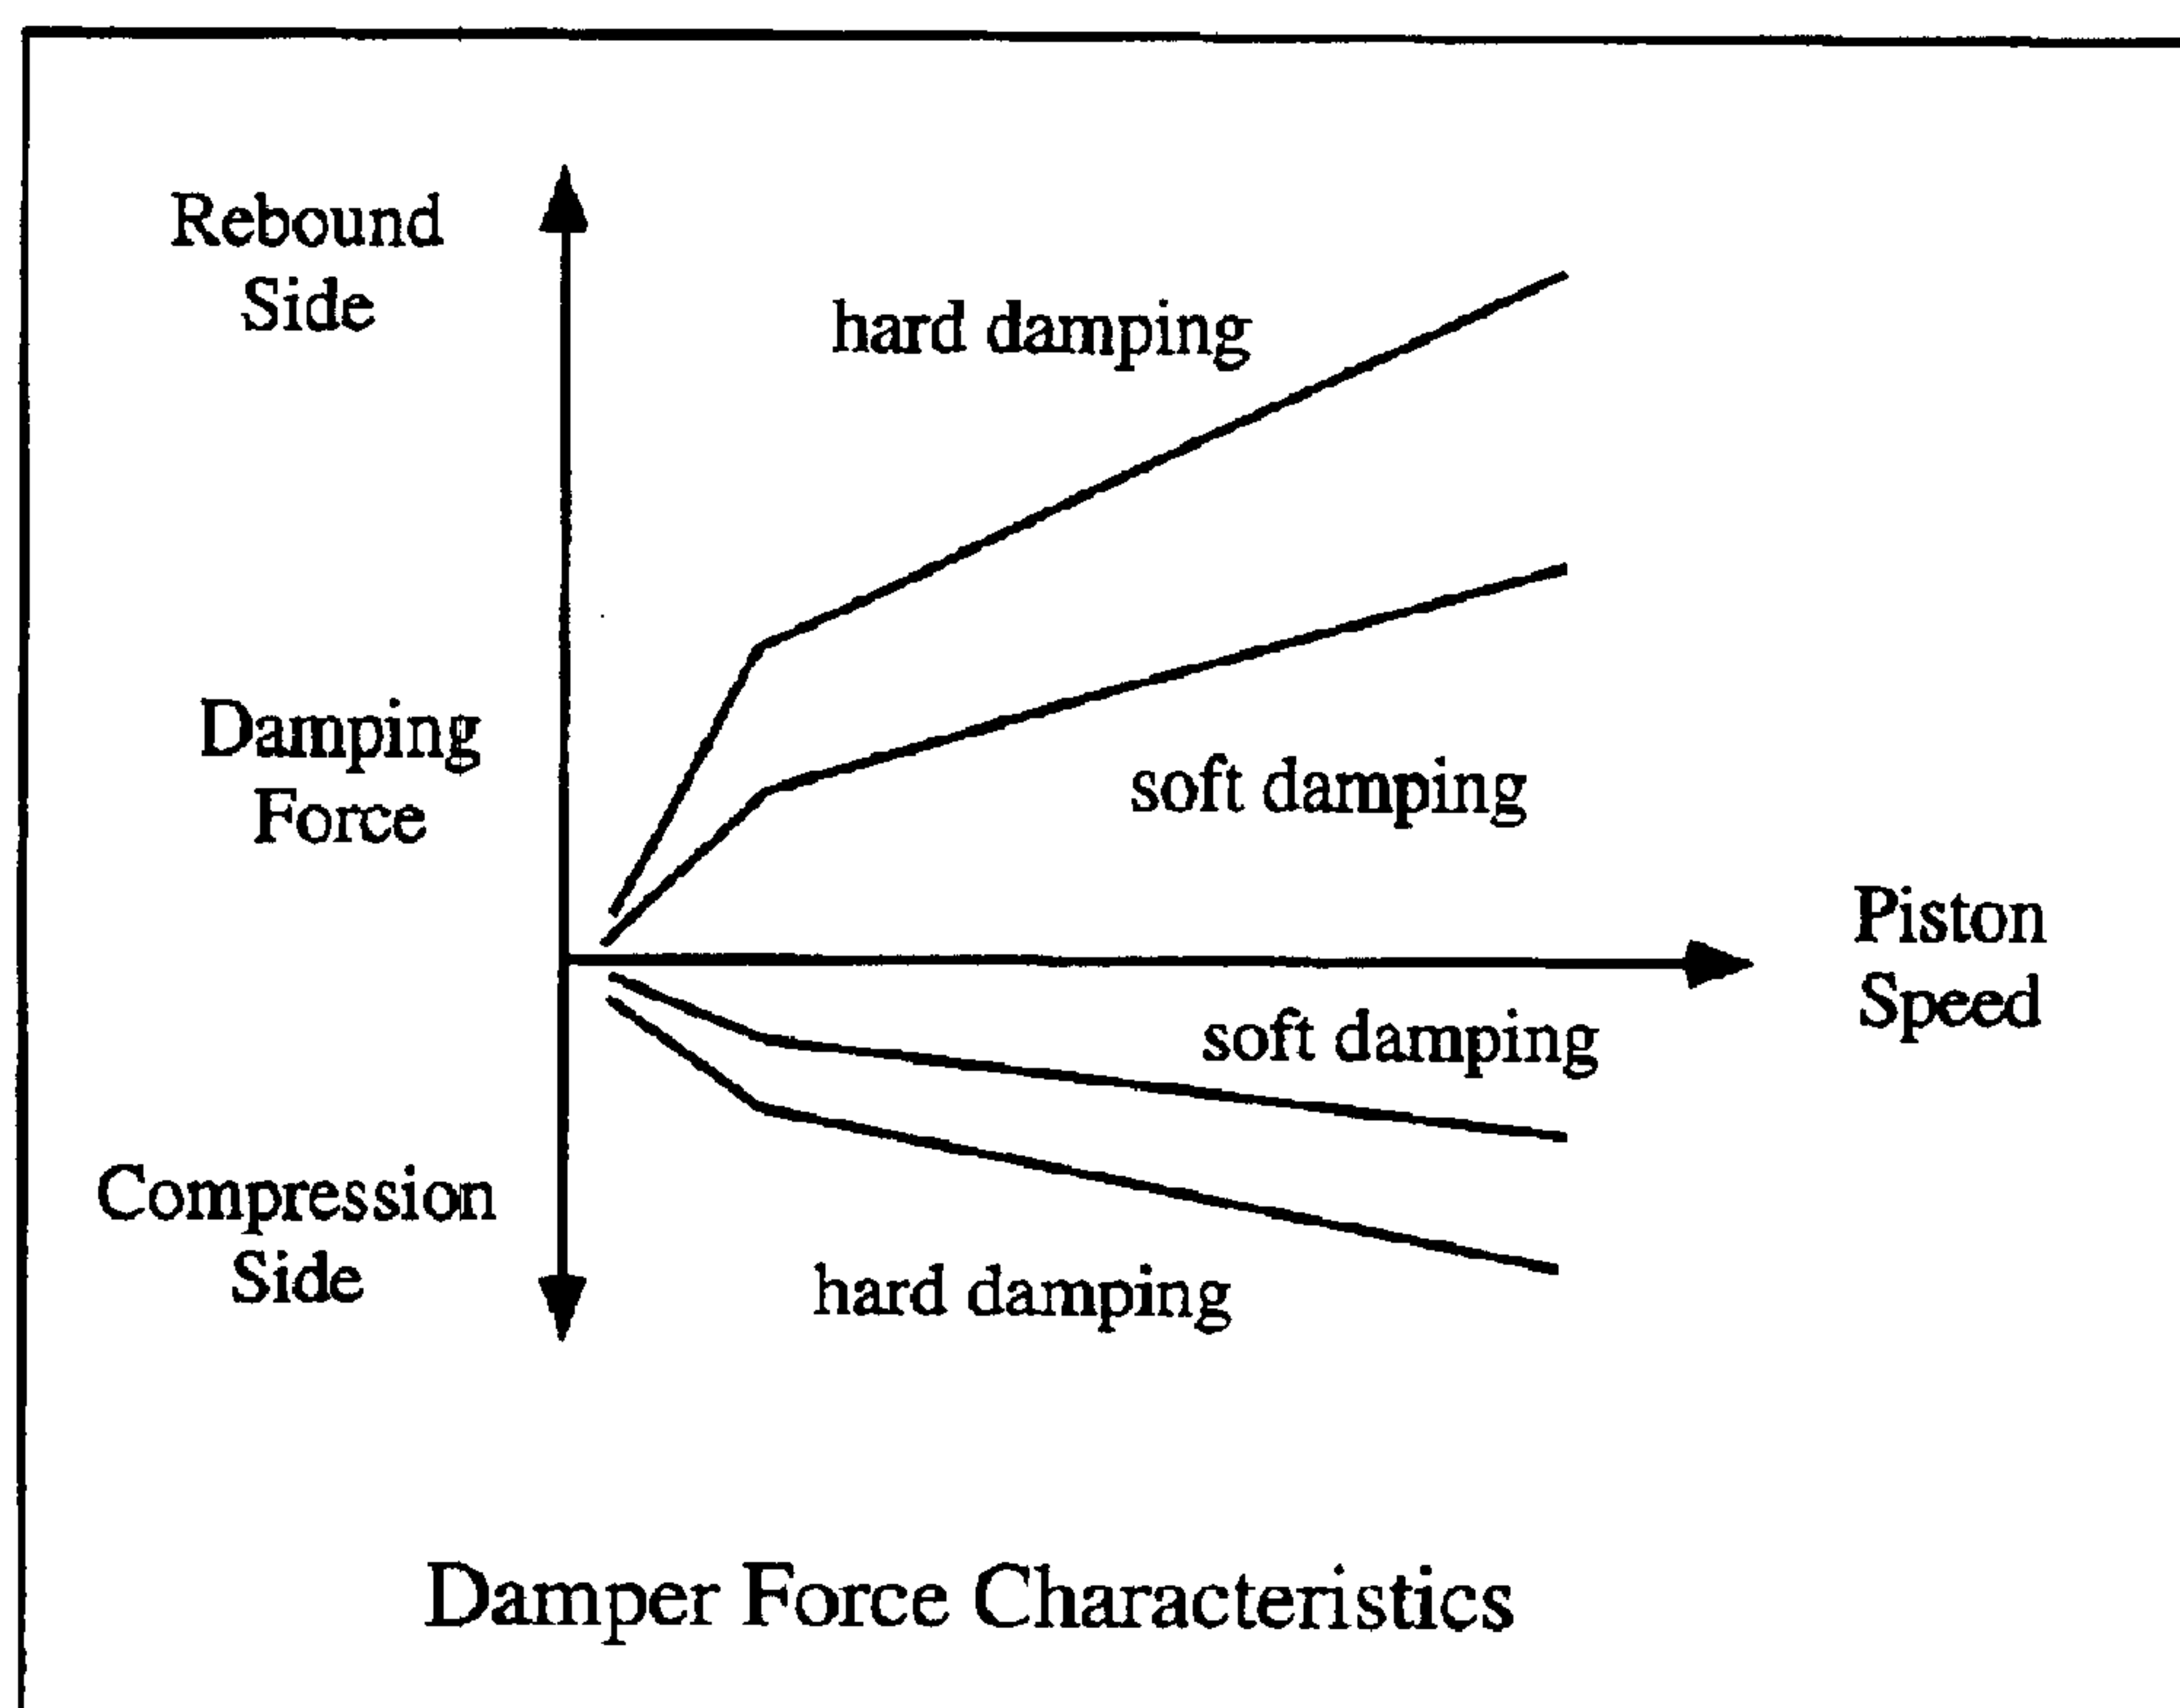 Rebound
Side
hard damping
Damping
Force
soft damping
Piston
Speed
soft damping
Compression
Side
hard damping
Damper Force Characteristics